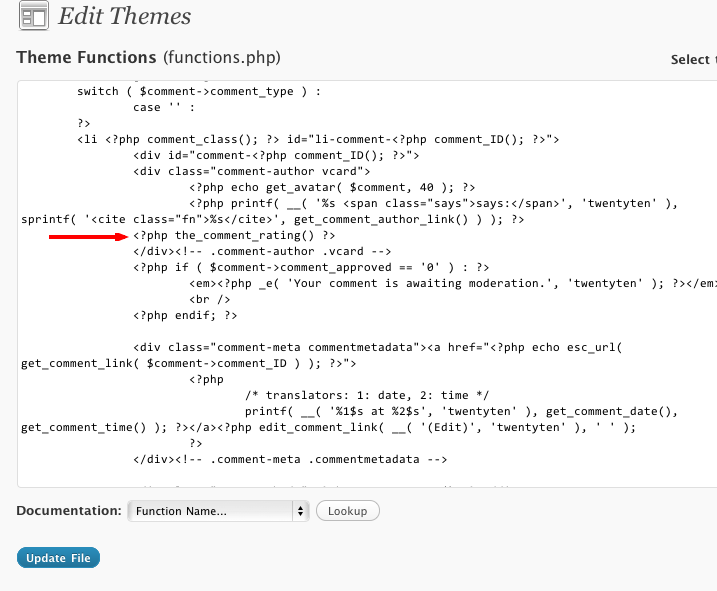 Edit Themes
Theme Functions (functions.php)
Select
switch ( $comment->comment_type ) :
case '' :
?>
<li <?php comment_class(); ?> id="li-comment-<?php comment_ID(); ?>">
<div id="comment-<?php comment_ID(); ?>">
<div class="comment-author vcard">
<?php echo get_avatar( $comment, 40 ); ?>
<?php printf( __( '%s <span class="says">says:</span>', 'twentyten' ),
sprintf( '<cite class="fn">%s</cite>', get_comment_author_link() ) ); ?>
<?php the_comment_rating() ?>
</div><!-- .comment-author .vcard -->
<?php if ( $comment->comment_approved == '0' ) : ?>
<em><?php _e( 'Your comment is awaiting moderation.', 'twentyten' ); ?></em>
<br />
<?php endif; ?>
<div class="comment-meta commentmetadata"><a href="<?php echo esc_url(
get_comment_link( $comment->comment_ID ) ); ?>">
<?php
/* translators: 1: date, 2: time */
printf( __( '%1$s at %2$s', 'twentyten' ), get_comment_date(),
get_comment_time() ); ?></a><?php edit_comment_link( __( '(Edit)', 'twentyten' ), ' ' );
?>
</div><!-- .comment-meta .commentmetadata -->
Documentation: Function Name... Lookup
Update File